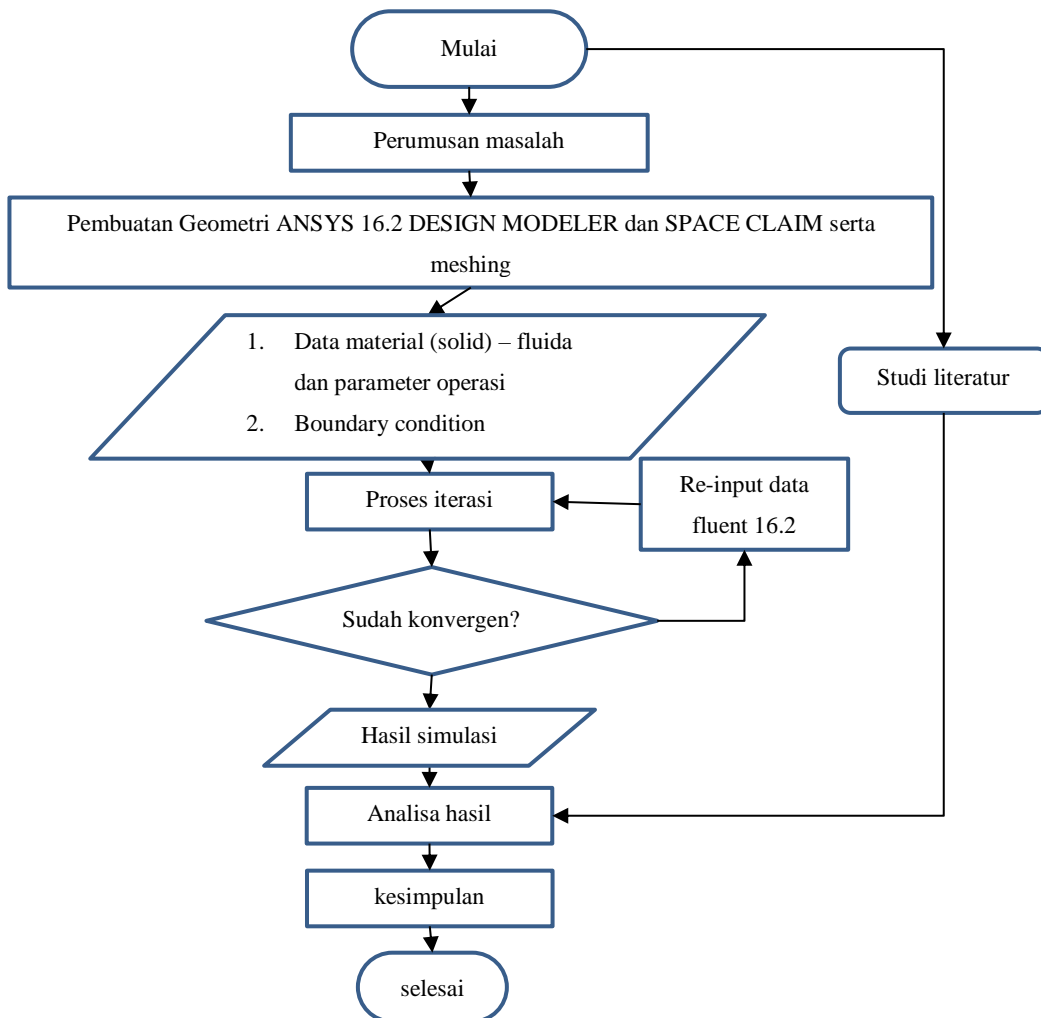 Mulai
Perumusan masalah
Pembuatan Geometri ANSYS 16.2 DESIGN MODELER dan SPACE CLAIM serta
meshing
1. Data material (solid) – fluida
dan parameter operasi
2. Boundary condition
Studi literatur
Proses iterasi
Re-input data
fluent 16.2
Sudah konvergen?
Hasil simulasi
Analisa hasil
kesimpulan
selesai